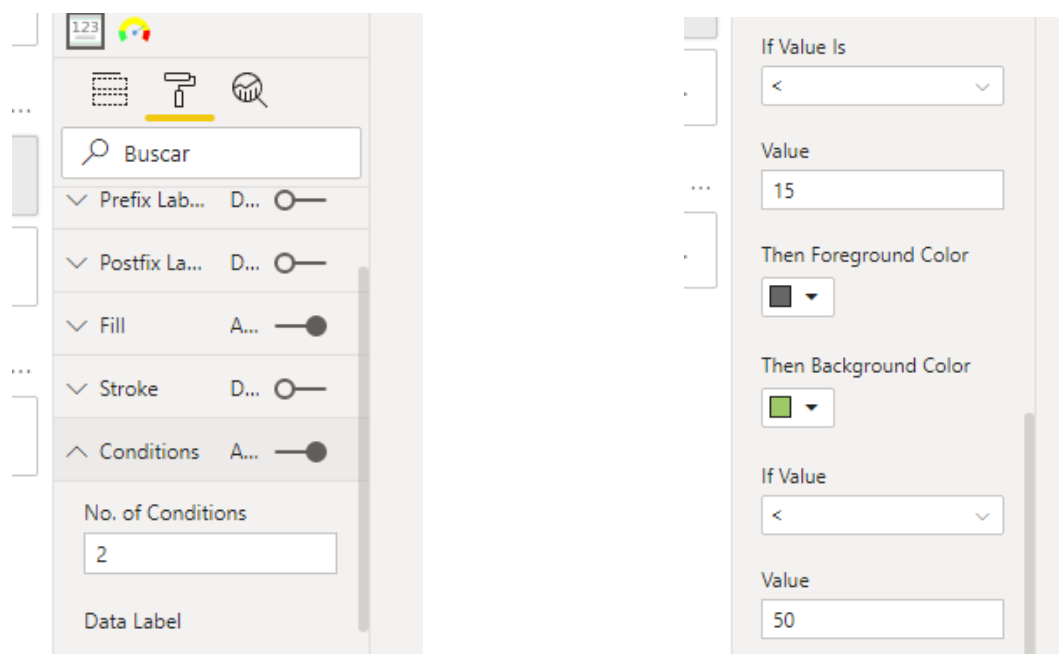 123
Buscar
Prefix Lab... D...
Postfix La... D...
Fill A...
Stroke D...
Conditions A...
No. of Conditions
2
Data Label
If Value Is
<
Value
15
Then Foreground Color
Then Background Color
If Value
<
Value
50